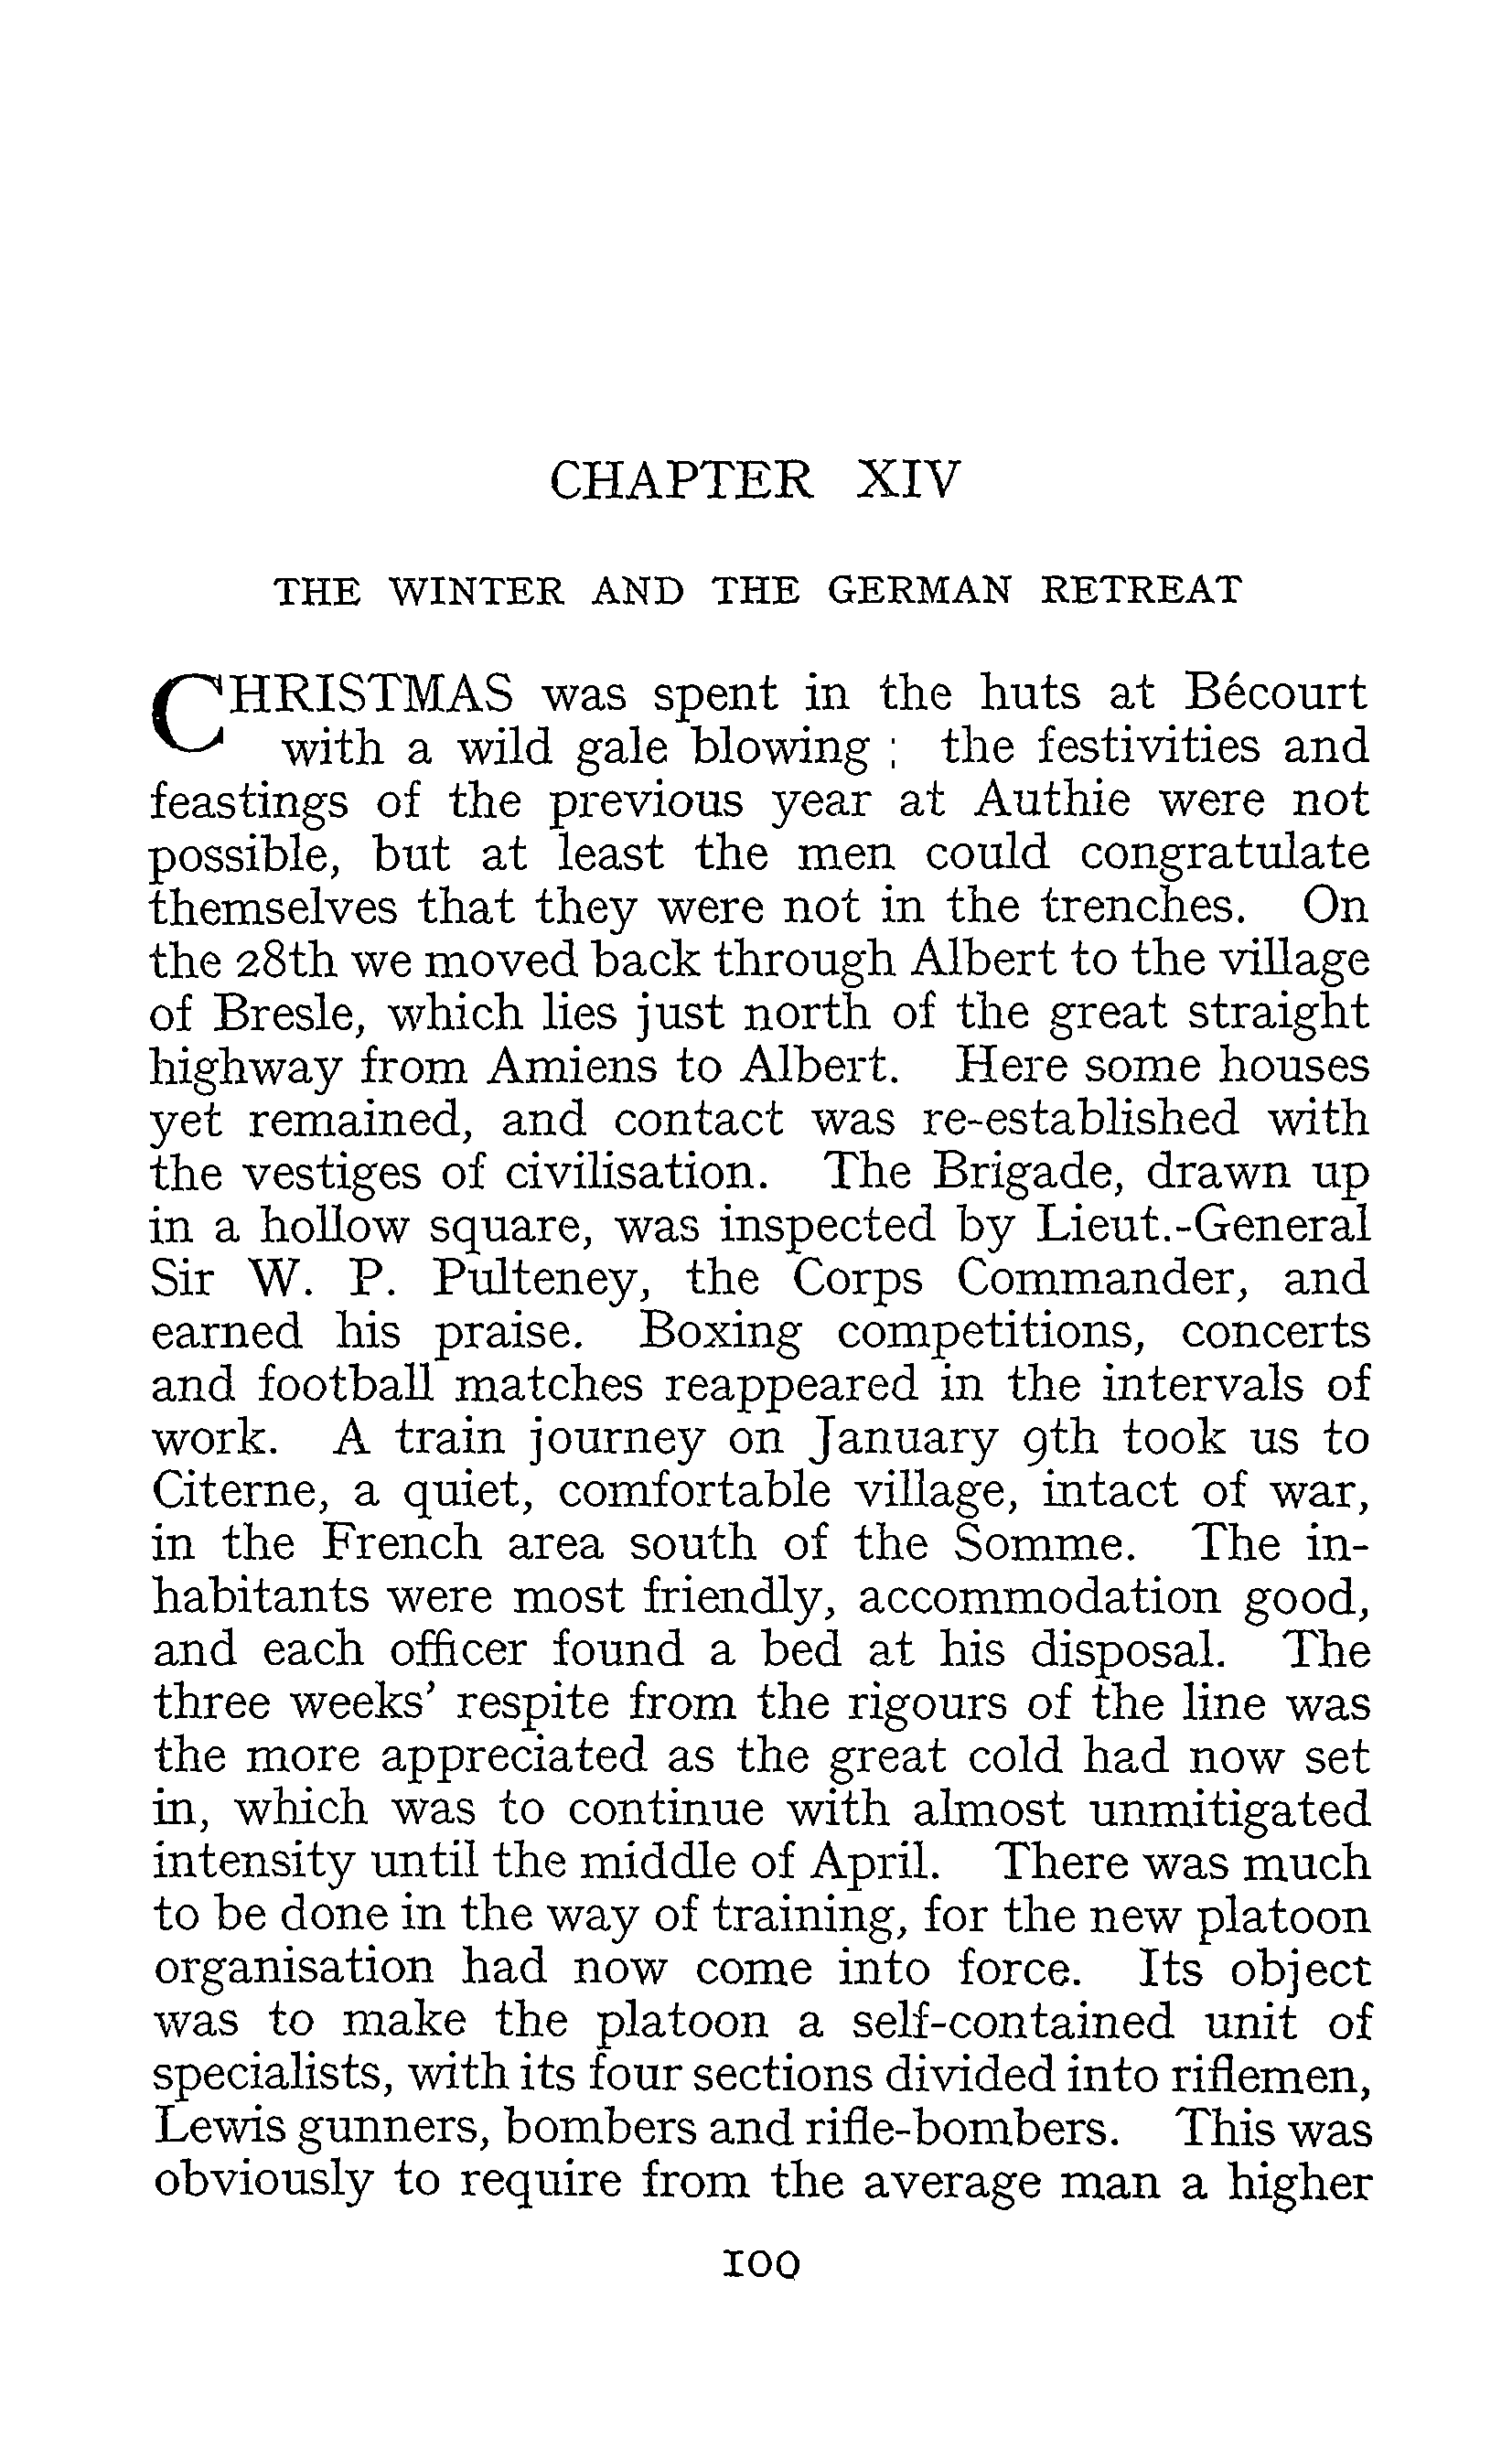 CHAPTER XIV
THE WINTER AND THE GERMAN RETREAT
CHRISTMAS was spent in the huts at Bécourt
with a wild gale blowing ; the festivities and
feastings of the previous year at Authie were not
possible, but at least the men could congratulate
themselves that they were not in the trenches. On
the 28th we moved back through Albert to the village
of Bresle, which lies just north of the great straight
highway from Amiens to Albert. Here some houses
yet remained, and contact was re-established with
the vestiges of civilisation. The Brigade, drawn up
in a hollow square, was inspected by Lieut.-General
Sir W. P. Pulteney, the Corps Commander, and
earned his praise. Boxing competitions, concerts
and football matches reappeared in the intervals of
work. A train journey on January 9th took us to
Citerne, a quiet, comfortable village, intact of war,
in the French area south of the Somme. The in-
habitants were most friendly, accommodation good,
and each officer found a bed at his disposal. The
three weeks' respite from the rigours of the line was
the more appreciated as the great cold had now set
in, which was to continue with almost unmitigated
intensity until the middle of April. There was much
to be done in the way of training, for the new platoon
organisation had now come into force. Its object
was to make the platoon a self-contained unit of
specialists, with its four sections divided into riflemen,
Lewis gunners, bombers and rifle-bombers. This was
obviously to require from the average man a higher
100